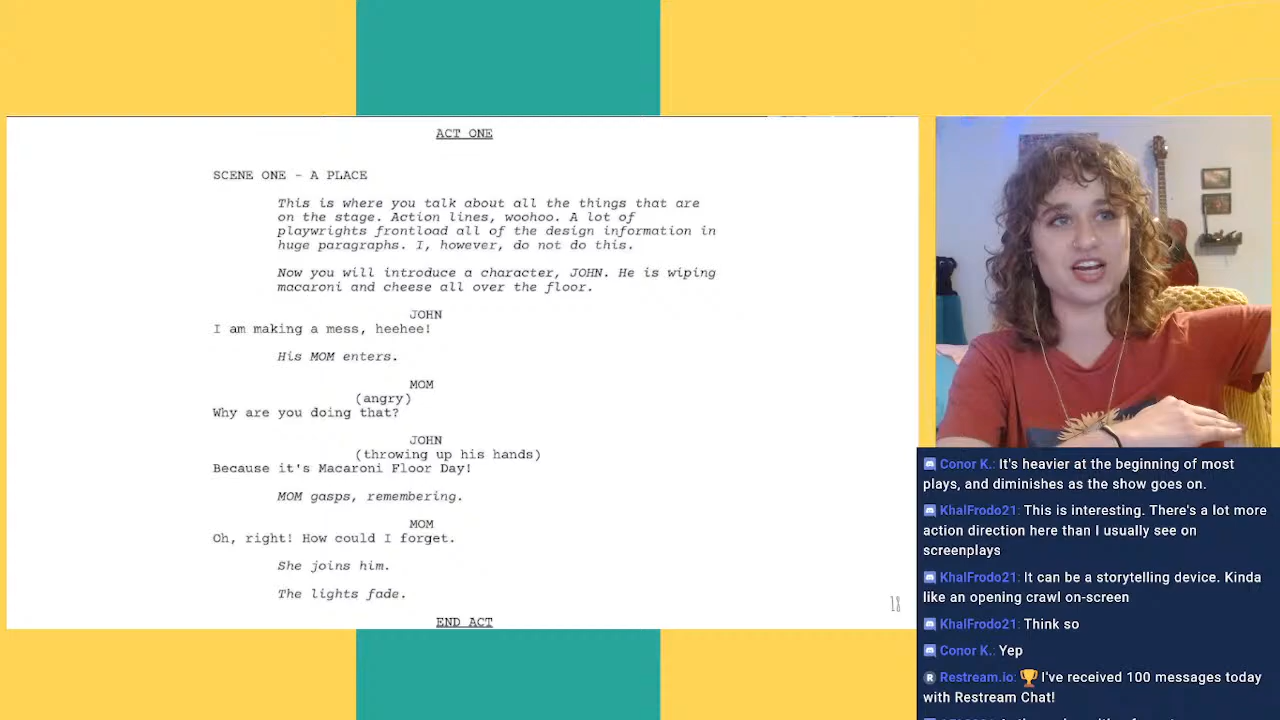 ACT ONE
SCENE ONE - A PLACE
This is where you talk about all the things that are
on the stage. Action lines, woohoo. A lot of
playwrights frontload all of the design information in
huge paragraphs. I, however, do not do this.
Now you will introduce a character, JOHN. He is wiping
macaroni and cheese all over the floor.
JOHN
I am making a mess, heehee!
His MOM enters.
MOM
(angry)
Why are you doing that?
JOHN
(throwing up his hands)
Because it's Macaroni Floor Day!
MOM gasps, remembering.
MOM
Oh, right! How could I forget.
She joins him.
The lights fade.
18
END ACT
Conor K.: It's heavier at the beginning of most
plays, and diminishes as the show goes on.
KhalFrodo21: This is interesting. There's a lot more
action direction here than I usually see on
screenplays
KhalFrodo21: It can be a storytelling device. Kinda
like an opening crawl on-screen
KhalFrodo21: Think so
Conor K.: Yep
R Restream.io: 🏆 I've received 100 messages today
with Restream Chat!